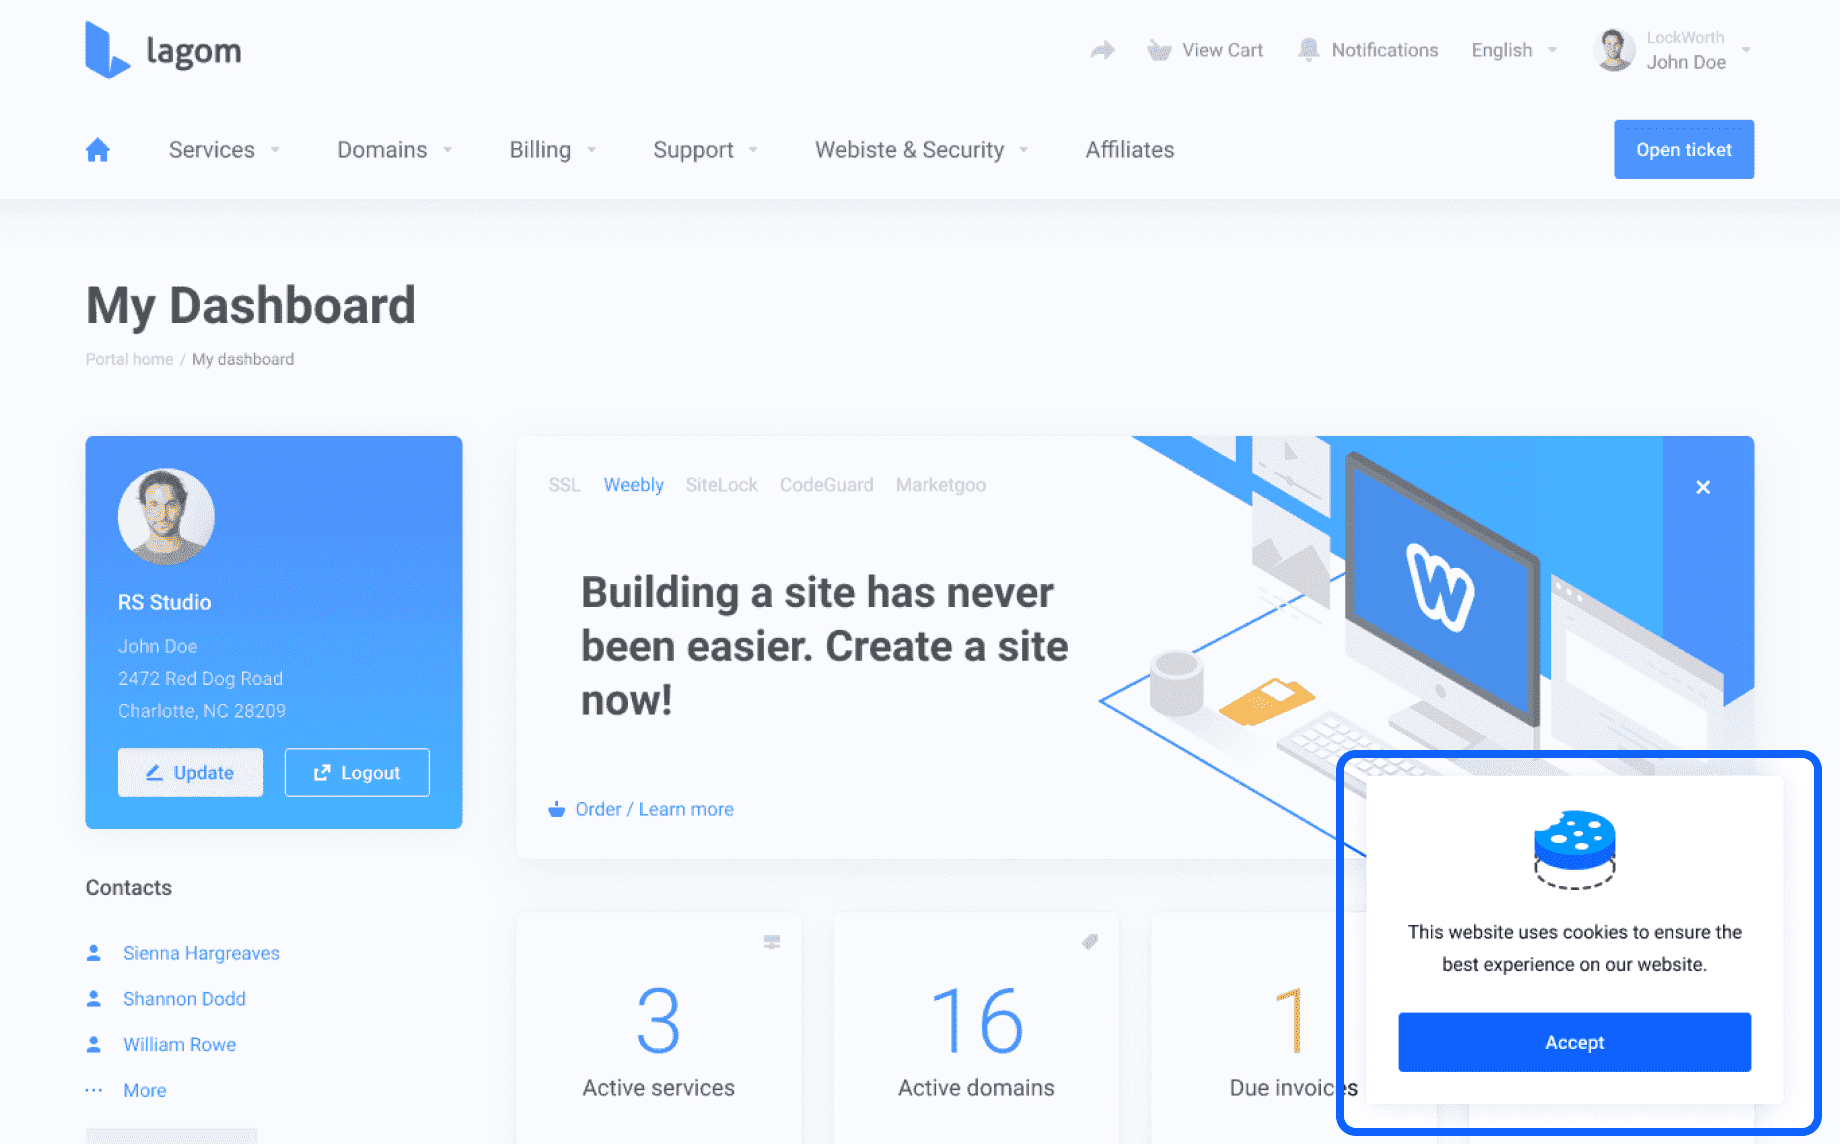 lagom
View Cart
Notifications
English
LockWorth
John Doe
Services
Domains
Billing
Support
Webiste & Security
Affiliates
Open ticket
My Dashboard
Portal home / My dashboard
RS Studio
John Doe
2472 Red Dog Road
Charlotte, NC 28209
Update
Logout
Contacts
Sienna Hargreaves
Shannon Dodd
William Rowe
More
SSL Weebly SiteLock CodeGuard Marketgoo
Building a site has never
been easier. Create a site
now!
W
Order / Learn more
3
Active services
16
Active domains
1
Due invoices
This website uses cookies to ensure the
best experience on our website.
Accept